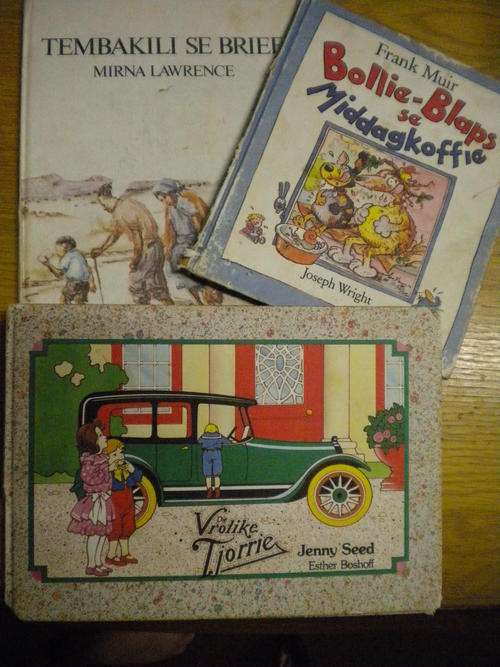 TEMBAKILI SE BRIEF
MIRNA LAWRENCE
Frank Muir
Bollie-Blaps
se
Middagkoffie
Joseph Wright
Die
Vrolike
Tjorrie
Jenny Seed
Esther Boshoff